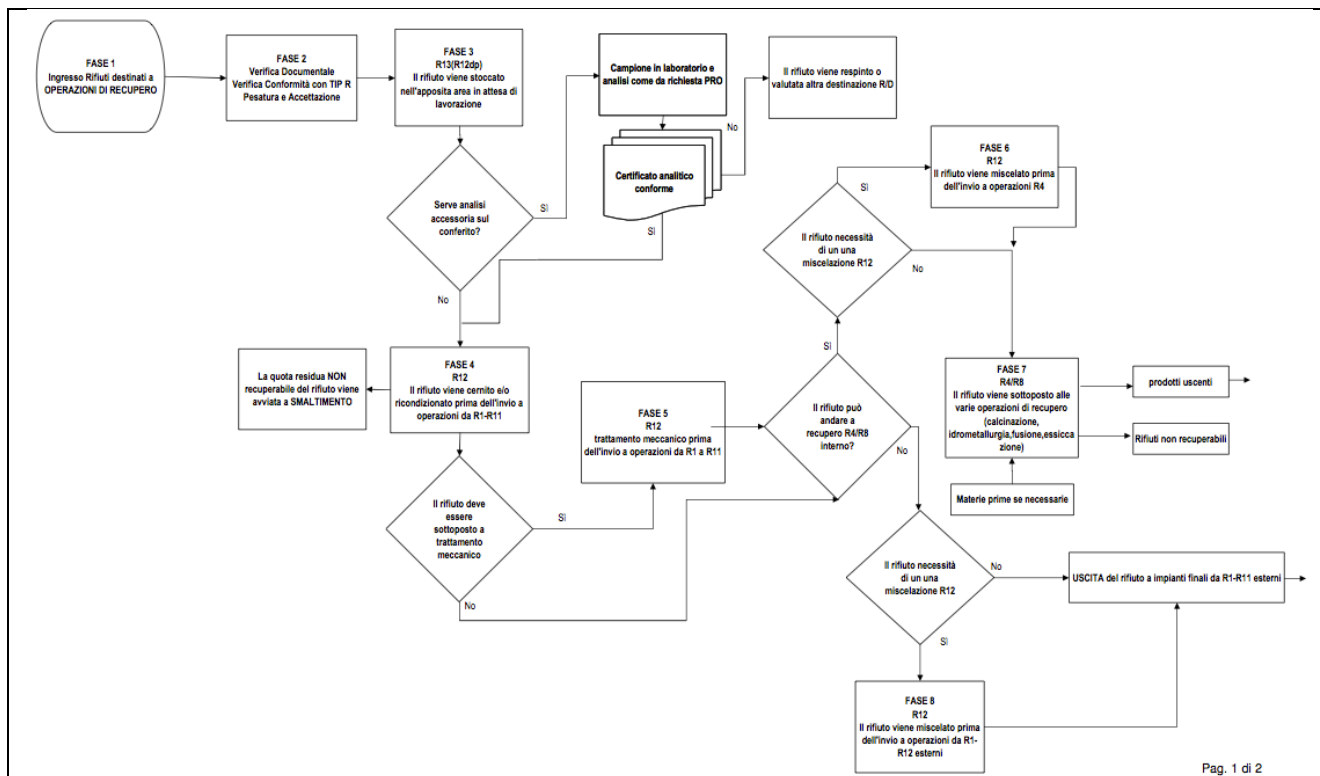 FASE 1
Ingresso Rifiuti destinati a
OPERAZIONI DI RECUPERO
FASE 2
Verifica Documentale
Verifica Conformità con TIP R
Pesatura e Accettazione
FASE 3
R13(R12dp)
Il rifiuto viene stoccato
nell'apposita area in attesa di
lavorazione
Campione in laboratorio e
analisi come da richiesta PRO
Il rifiuto viene respinto o
valutata altra destinazione R/D
No
Certificato analitico
conforme
Sì
Serve analisi
accessoria sul
conferito?
Sì
No
FASE 6
R12
Il rifiuto viene miscelato prima
dell'invio a operazioni R4
Sì
Il rifiuto necessità
di un una
miscelazione R12
No
Sì
La quota residua NON
recuperabile del rifiuto viene
avviata a SMALTIMENTO
FASE 4
R12
Il rifiuto viene cernito e/o
ricondizionato prima dell'invio a
operazioni da R1-R11
FASE 5
R12
trattamento meccanico prima
dell'invio a operazioni da R1 a R11
Il rifiuto può
andare a
recupero R4/R8
interno?
No
FASE 7
R4/R8
Il rifiuto viene sottoposto alle
varie operazioni di recupero
(calcinazione,
idrometallurgia,fusione,essicca
zione)
prodotti uscenti
Rifiuti non recuperabili
Materie prime se necessarie
Il rifiuto deve
essere
sottoposto a
trattamento
meccanico
Sì
No
Il rifiuto necessità
di un una
miscelazione R12
No
Sì
USCITA del rifiuto a impianti finali da R1-R11 esterni
FASE 8
R12
Il rifiuto viene miscelato prima
dell'invio a operazioni da R1-
R12 esterni
Pag. 1 di 2